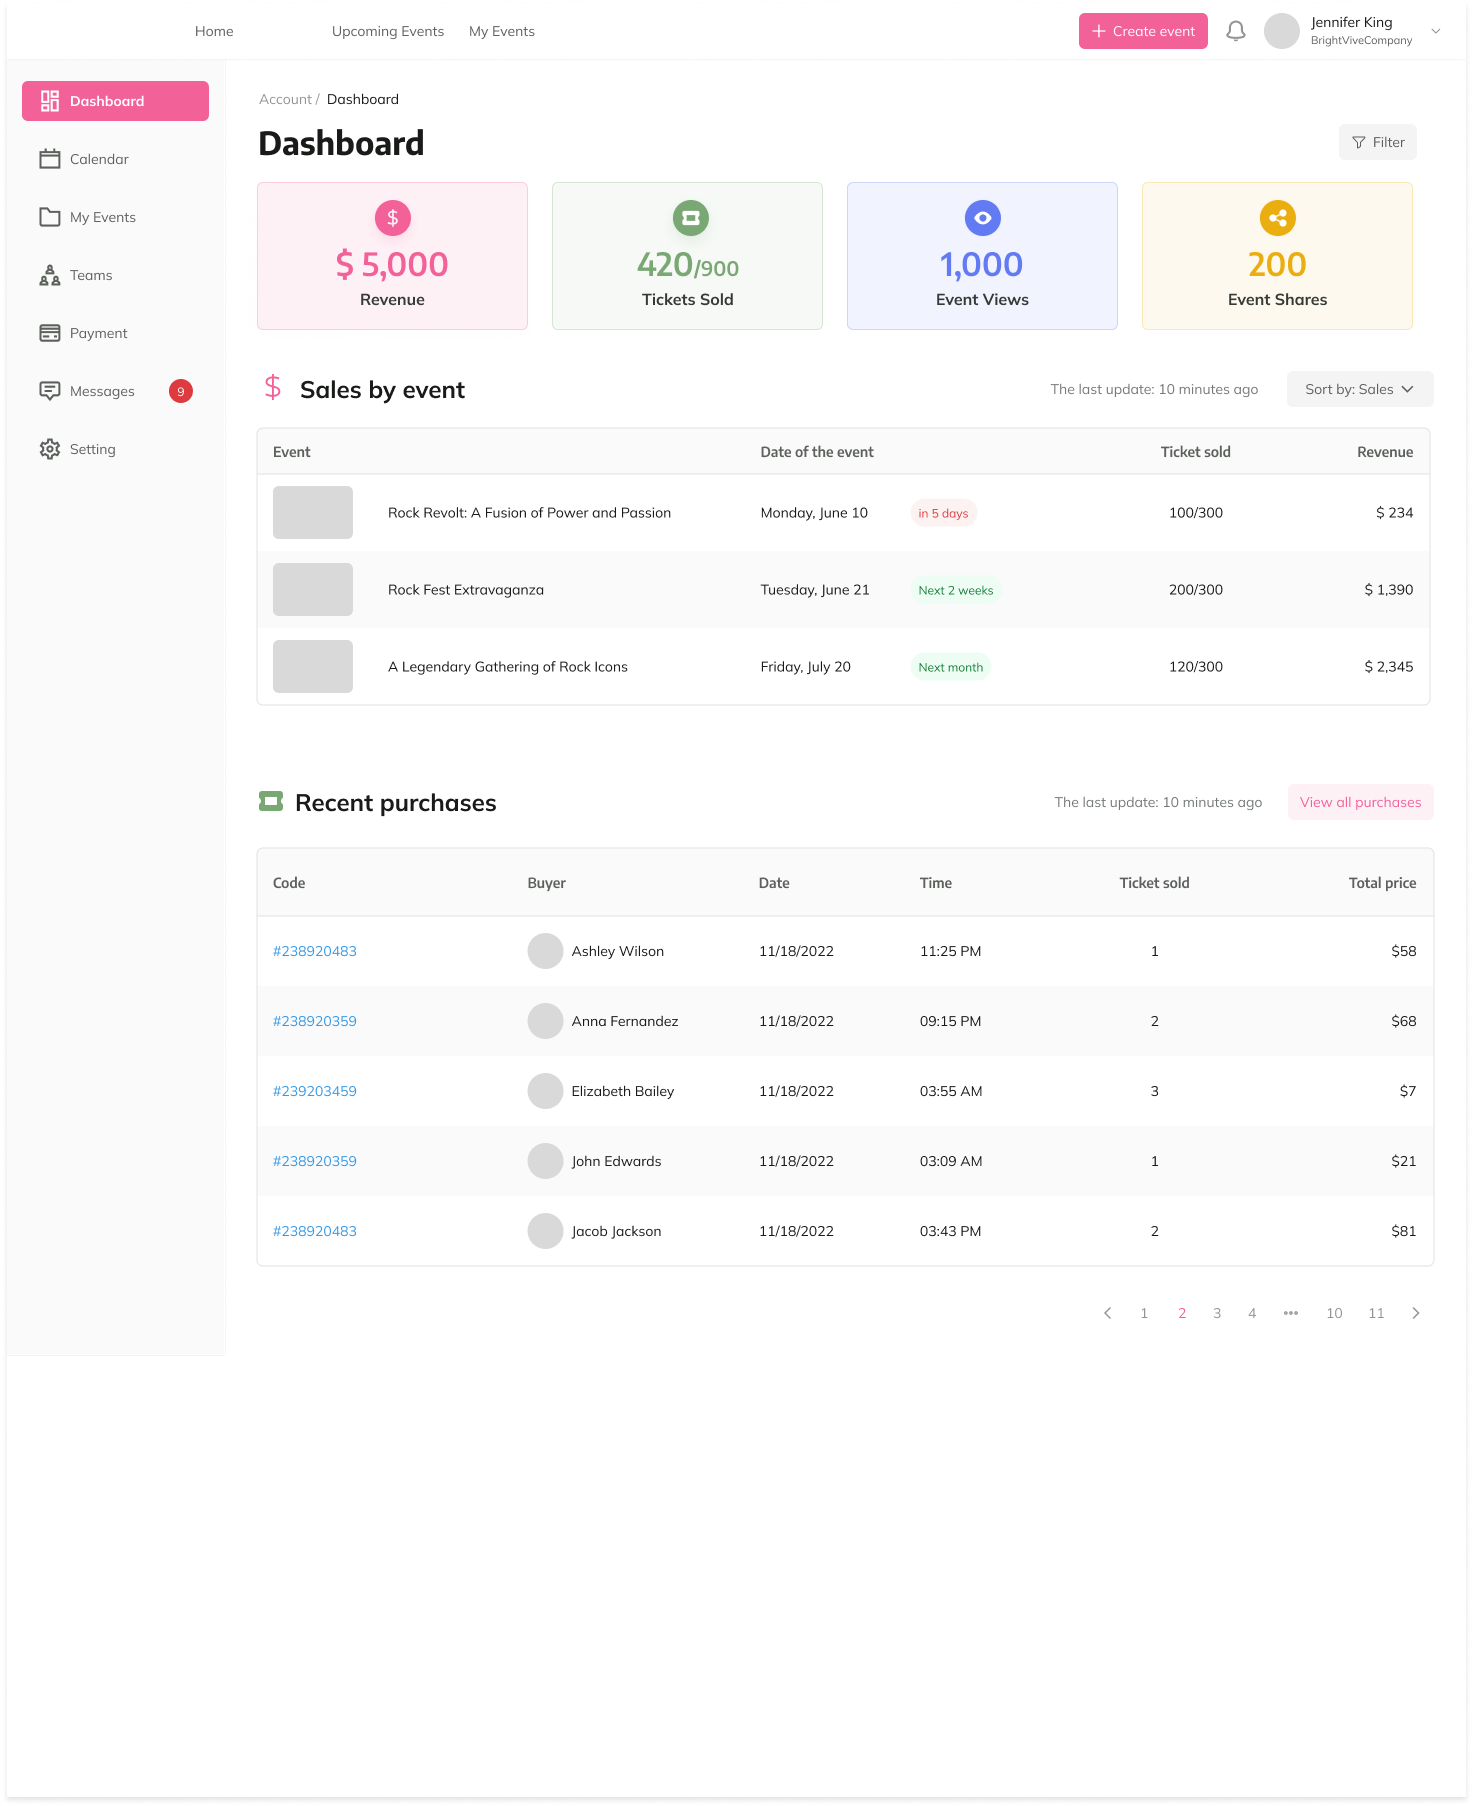 Home Upcoming Events My Events + Create event Jennifer King
BrightViveCompany
Dashboard
Calendar
My Events
Teams
Payment
Messages 9
Setting
Account / Dashboard
Dashboard
Filter
$
$ 5,000
Revenue
420/900
Tickets Sold
1,000
Event Views
200
Event Shares
$ Sales by event The last update: 10 minutes ago Sort by: Sales
Event Date of the event Ticket sold Revenue
Rock Revolt: A Fusion of Power and Passion Monday, June 10 in 5 days 100/300 $ 234
Rock Fest Extravaganza Tuesday, June 21 Next 2 weeks 200/300 $ 1,390
A Legendary Gathering of Rock Icons Friday, July 20 Next month 120/300 $ 2,345
Recent purchases The last update: 10 minutes ago View all purchases
Code Buyer Date Time Ticket sold Total price
#238920483 Ashley Wilson 11/18/2022 11:25 PM 1 $58
#238920359 Anna Fernandez 11/18/2022 09:15 PM 2 $68
#239203459 Elizabeth Bailey 11/18/2022 03:55 AM 3 $7
#238920359 John Edwards 11/18/2022 03:09 AM 1 $21
#238920483 Jacob Jackson 11/18/2022 03:43 PM 2 $81
1 2 3 4 ••• 10 11